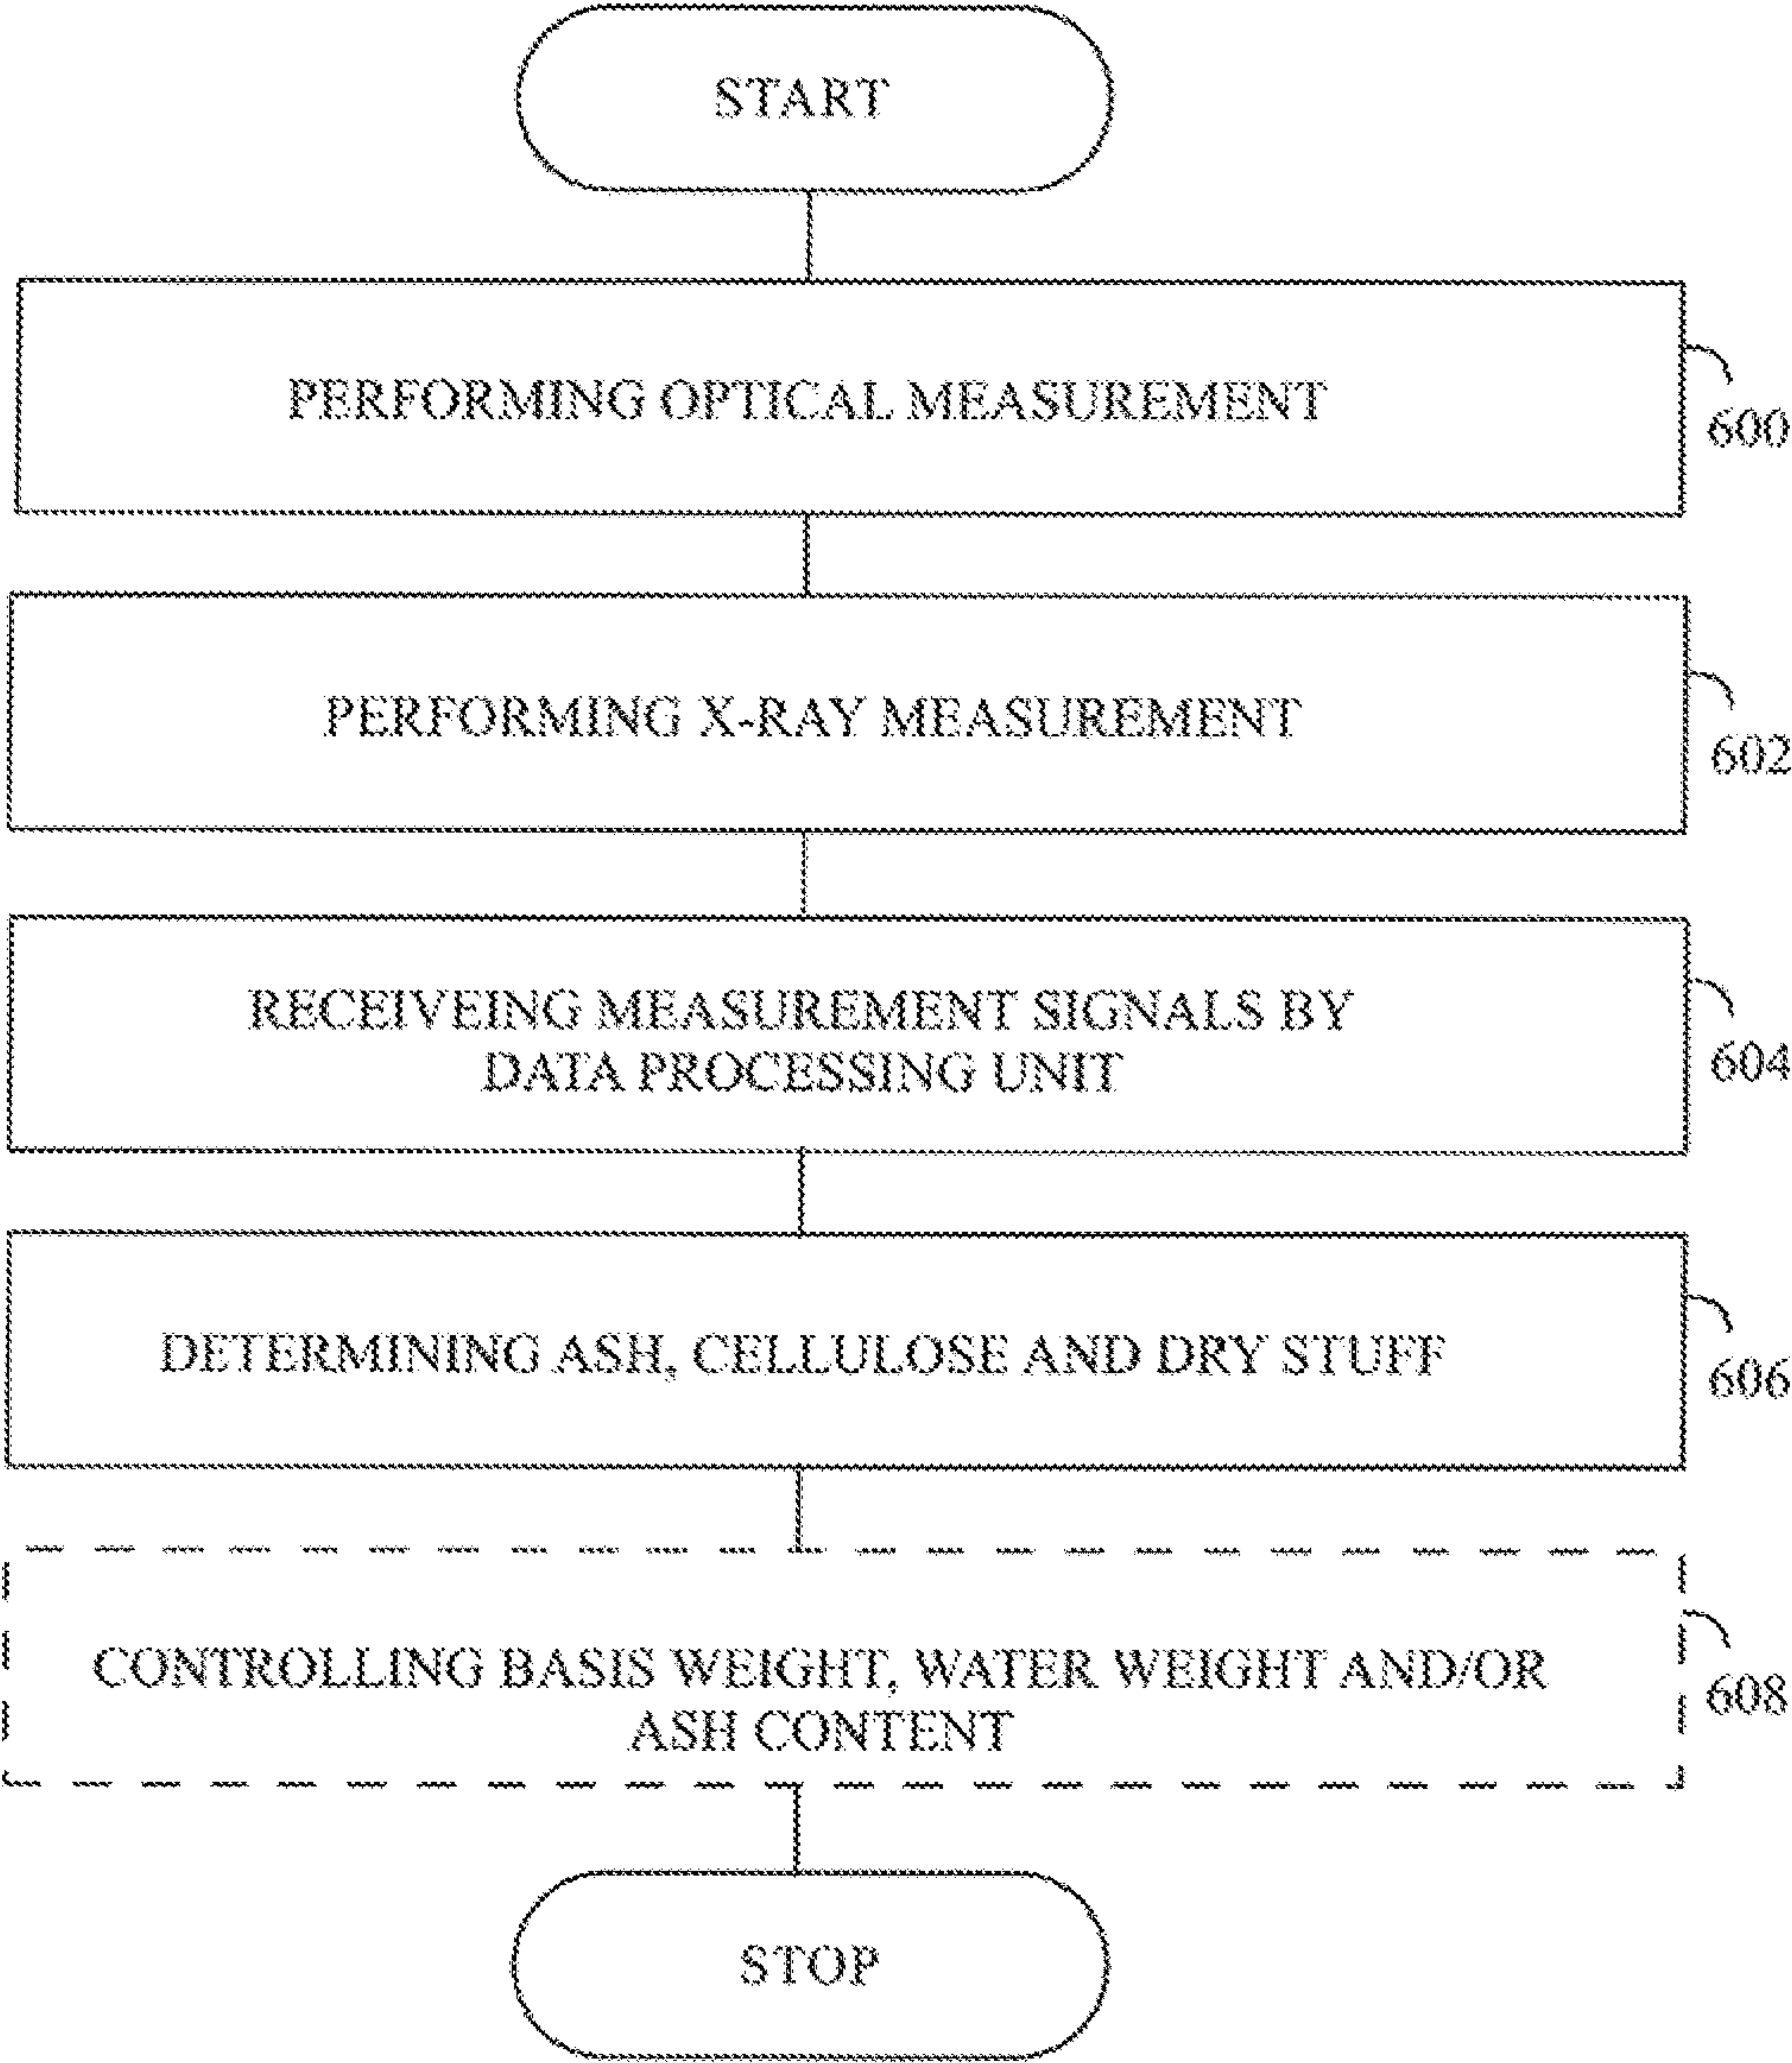 START
PERFORMING OPTICAL MEASUREMENT
600
PERFORMING X-RAY MEASUREMENT
602
RECEIVEING MEASUREMENT SIGNALS BY
DATA PROCESSING UNIT
604
DETERMINING ASH, CELLULOSE AND DRY STUFF
606
CONTROLLING BASIS WEIGHT, WATER WEIGHT AND/OR
ASH CONTENT
608
STOP